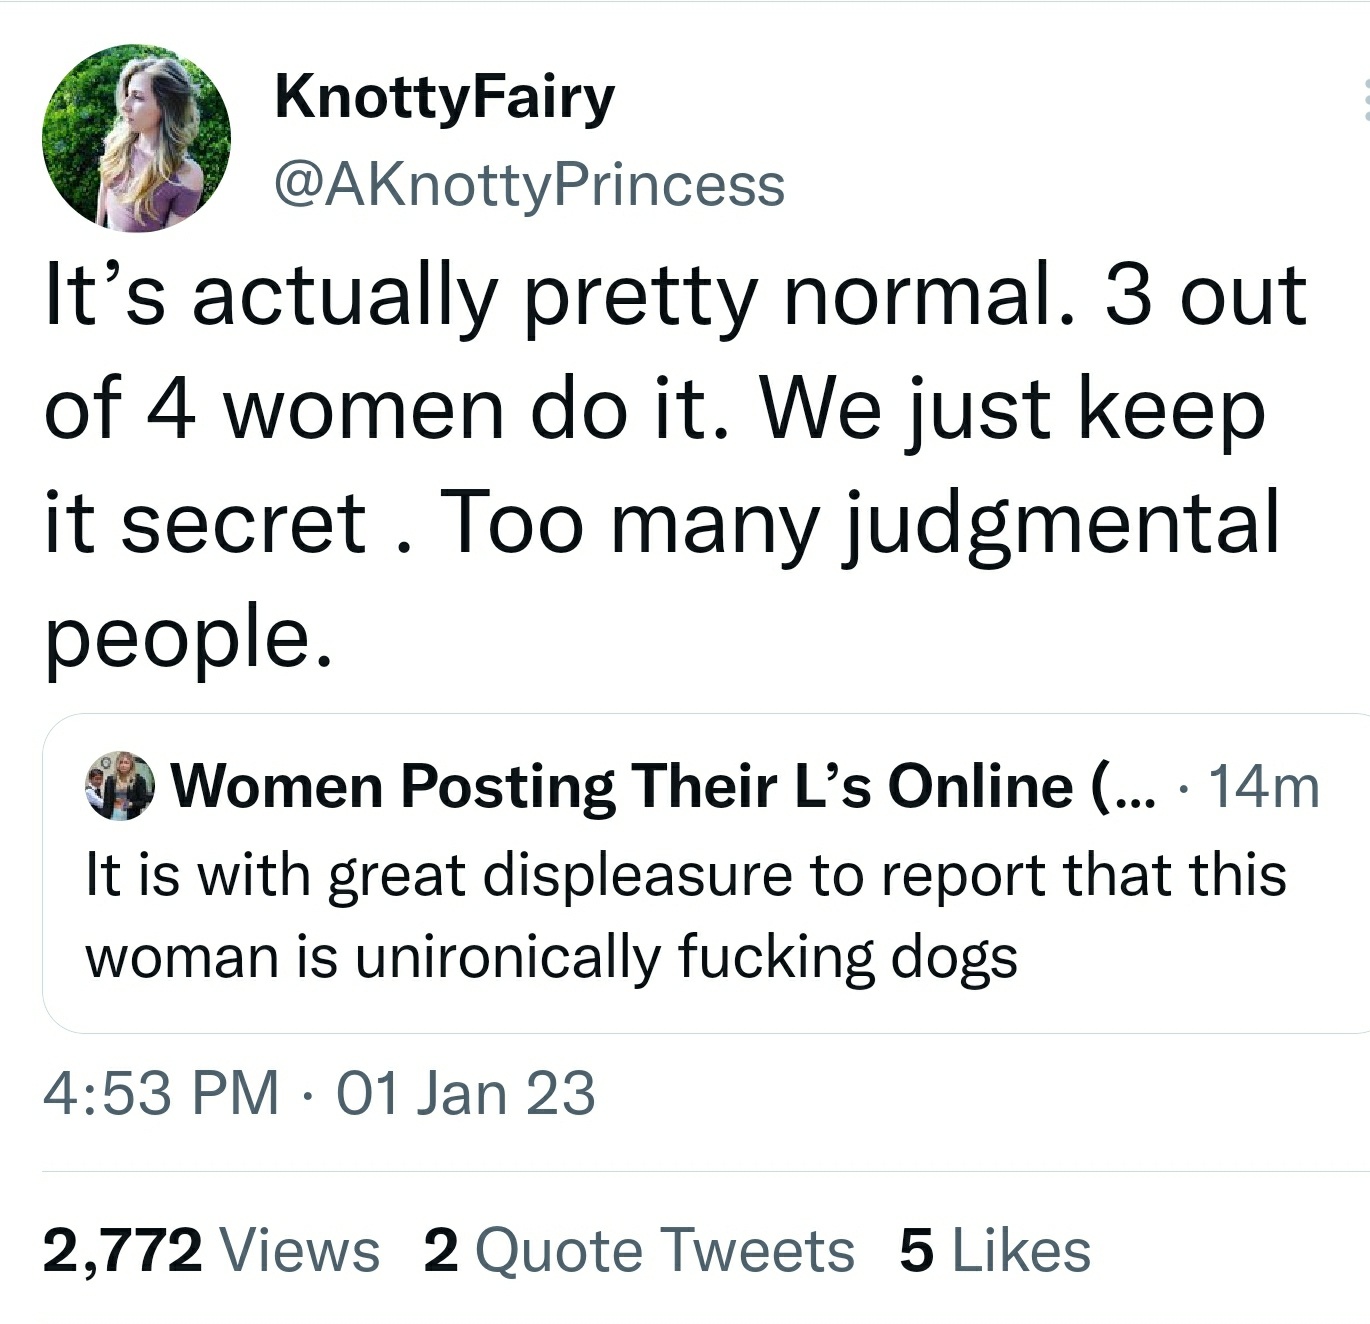 KnottyFairy
@AKnottyPrincess
It’s actually pretty normal. 3 out
of 4 women do it. We just keep
it secret . Too many judgmental
people.
Women Posting Their L’s Online (... · 14m
It is with great displeasure to report that this
woman is unironically fucking dogs
4:53 PM · 01 Jan 23
2,772 Views 2 Quote Tweets 5 Likes